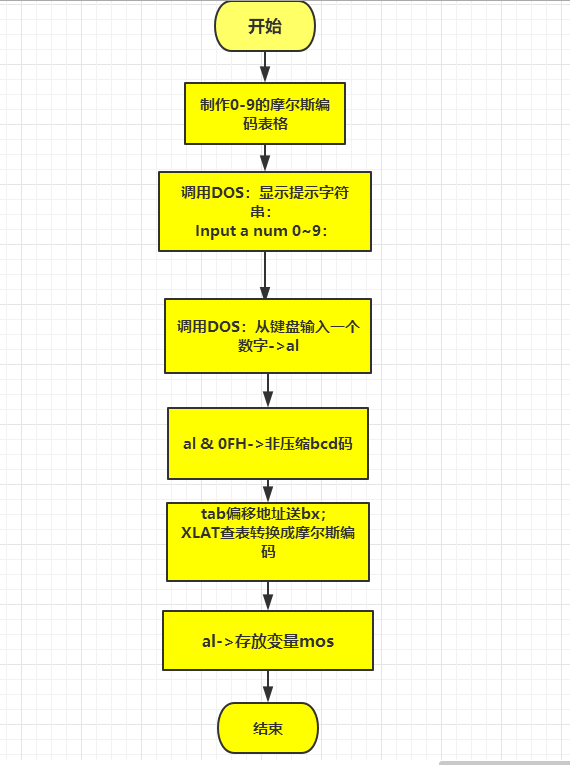 开始
制作0-9的摩尔斯编
码表格
调用DOS：显示提示字符
串：
Input a num 0~9：
调用DOS：从键盘输入一个
数字->al
al & 0FH->非压缩bcd码
tab偏移地址送bx；
XLAT查表转换成摩尔斯编
码
al->存放变量mos
结束